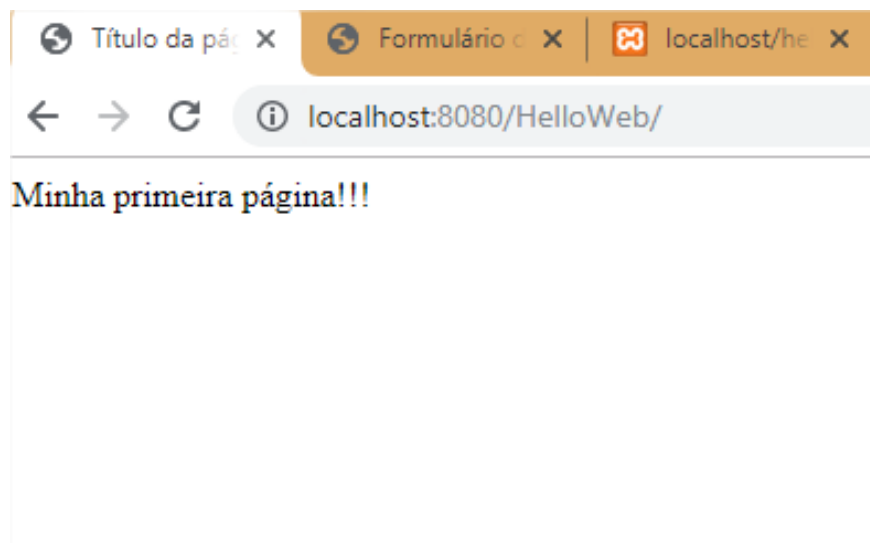 Título da pág
Formulário d
localhost/he
localhost:8080/HelloWeb/
Minha primeira página!!!